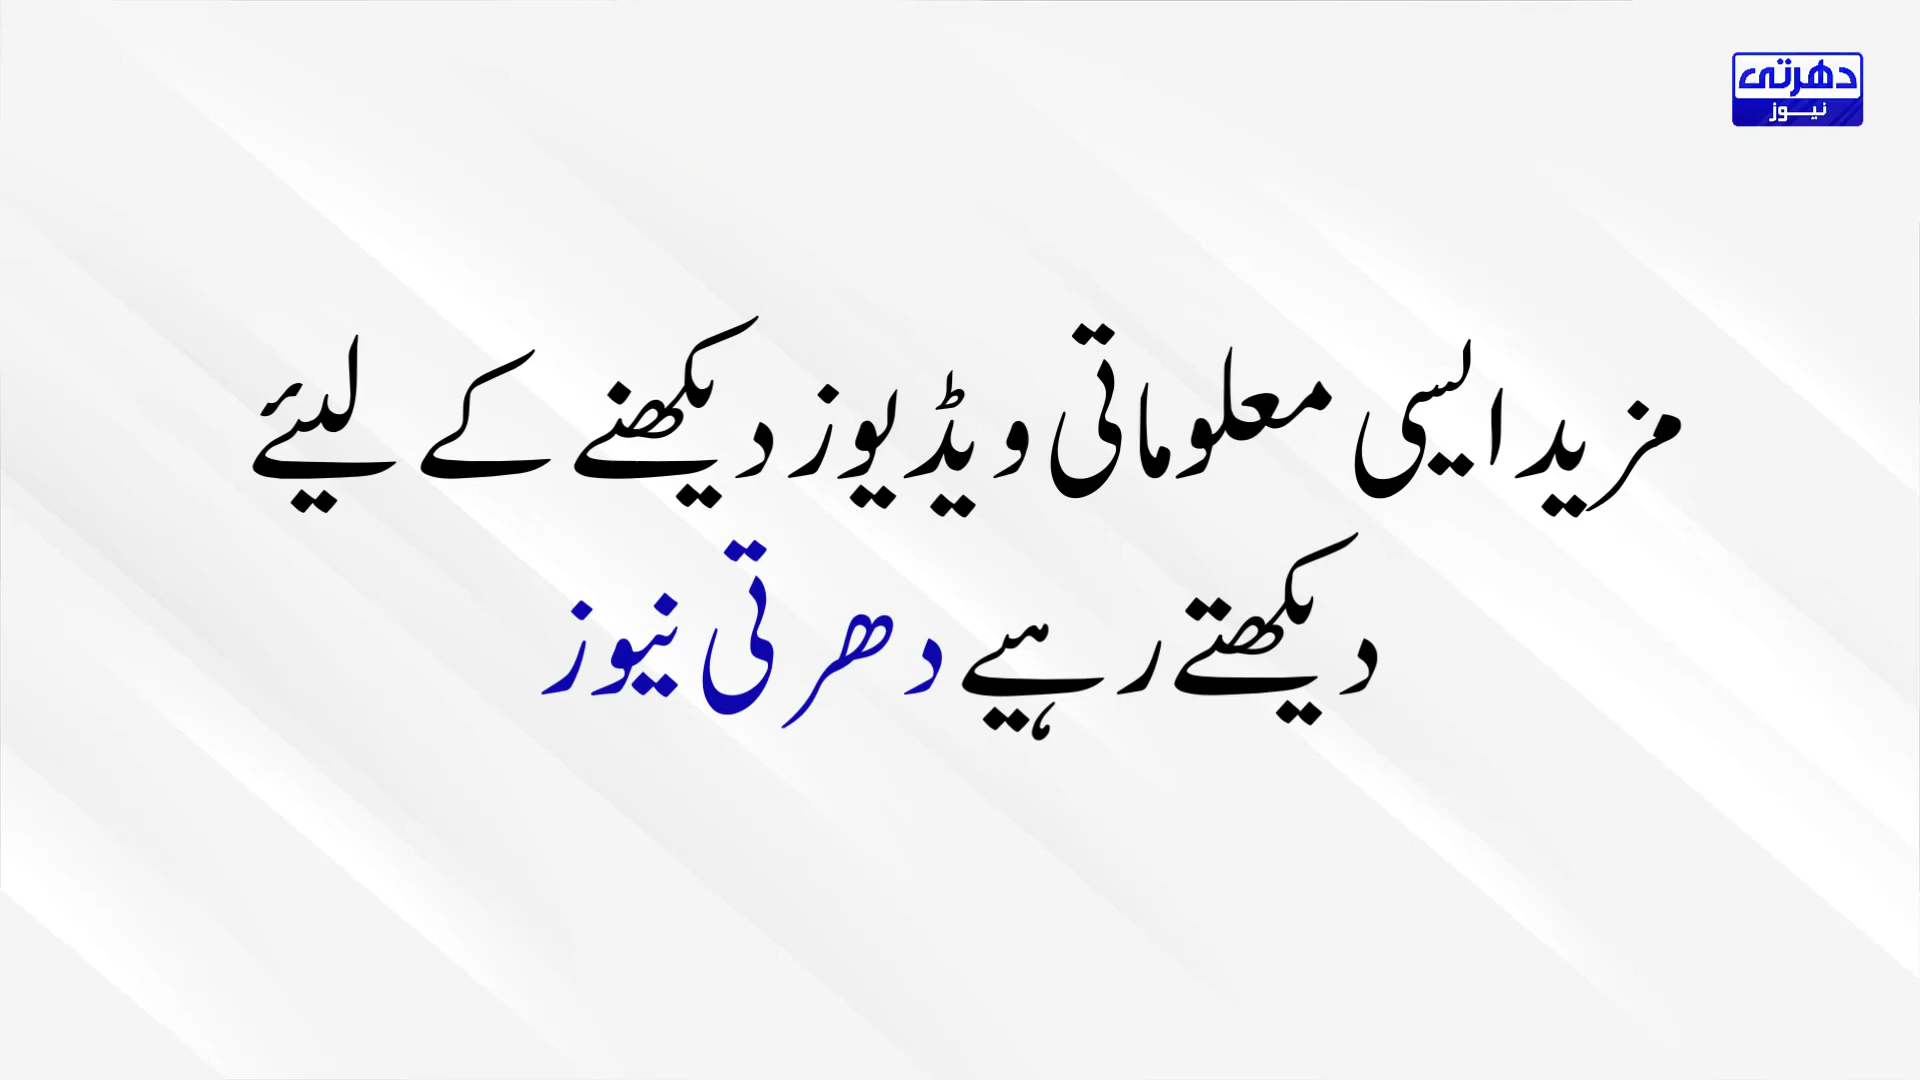 دھرتی
نیوز
مزید ایسی معلوماتی ویڈیوز دیکھنے کے لیئے
دیکھتے رہیے دھرتی نیوز